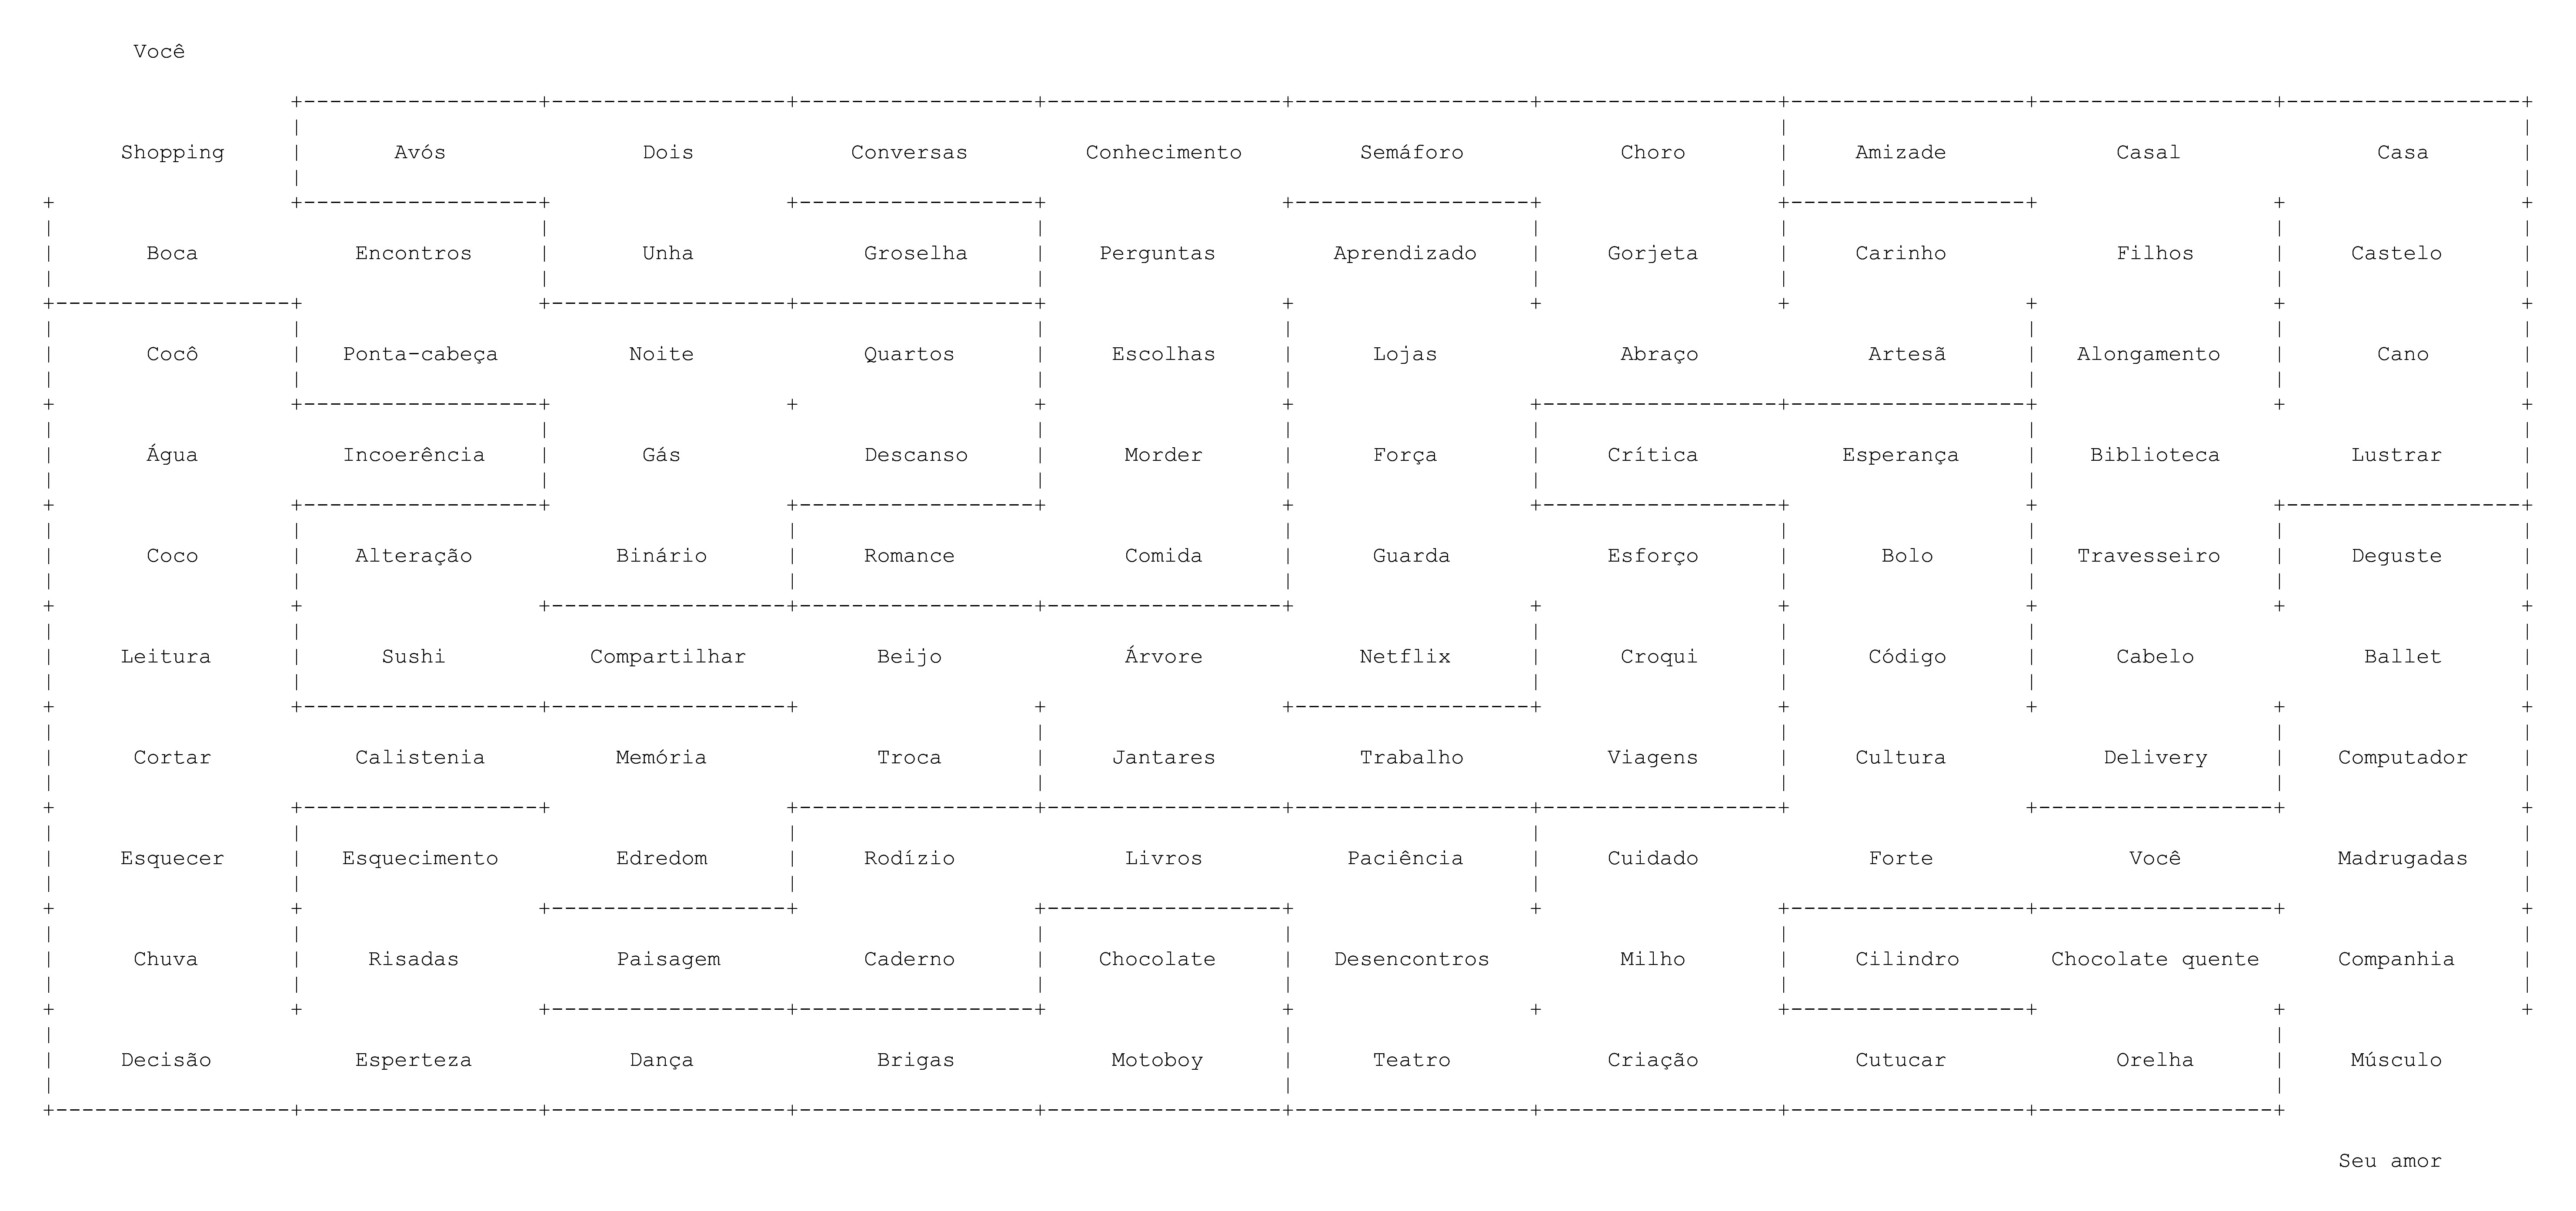 Você
Shopping Avós Dois Conversas Conhecimento Semáforo Choro Amizade Casal Casa
Boca Encontros Unha Groselha Perguntas Aprendizado Gorjeta Carinho Filhos Castelo
Cocô Ponta-cabeça Noite Quartos Escolhas Lojas Abraço Artesã Alongamento Cano
Água Incoerência Gás Descanso Morder Força Crítica Esperança Biblioteca Lustrar
Coco Alteração Binário Romance Comida Guarda Esforço Bolo Travesseiro Deguste
Leitura Sushi Compartilhar Beijo Árvore Netflix Croqui Código Cabelo Ballet
Cortar Calistenia Memória Troca Jantares Trabalho Viagens Cultura Delivery Computador
Esquecer Esquecimento Edredom Rodízio Livros Paciência Cuidado Forte Você Madrugadas
Chuva Risadas Paisagem Caderno Chocolate Desencontros Milho Cilindro Chocolate quente Companhia
Decisão Esperteza Dança Brigas Motoboy Teatro Criação Cutucar Orelha Músculo
Seu amor